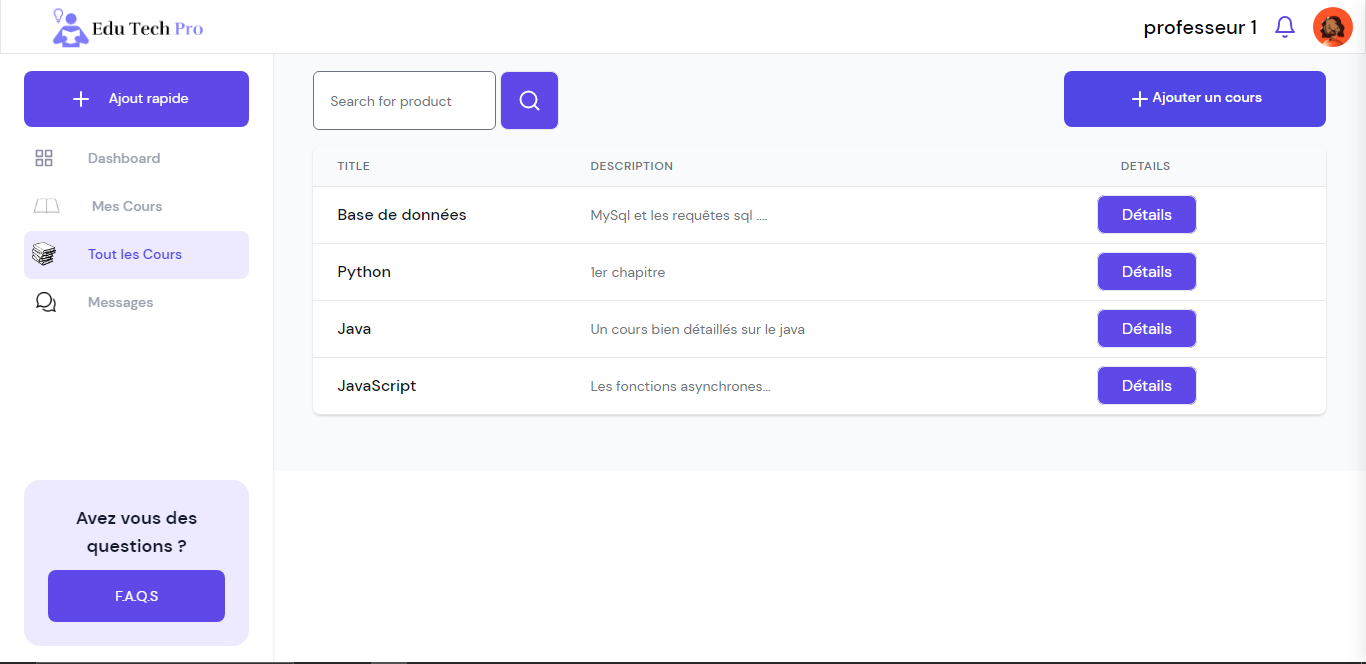 Edu Tech Pro
professeur 1
Ajout rapide
Dashboard
Mes Cours
Tout les Cours
Messages
Avez vous des
questions ?
F.A.Q.S
Search for product
Ajouter un cours
TITLE DESCRIPTION DETAILS
Base de données MySql et les requêtes sql .... Détails
Python 1er chapitre Détails
Java Un cours bien détaillés sur le java Détails
JavaScript Les fonctions asynchrones... Détails